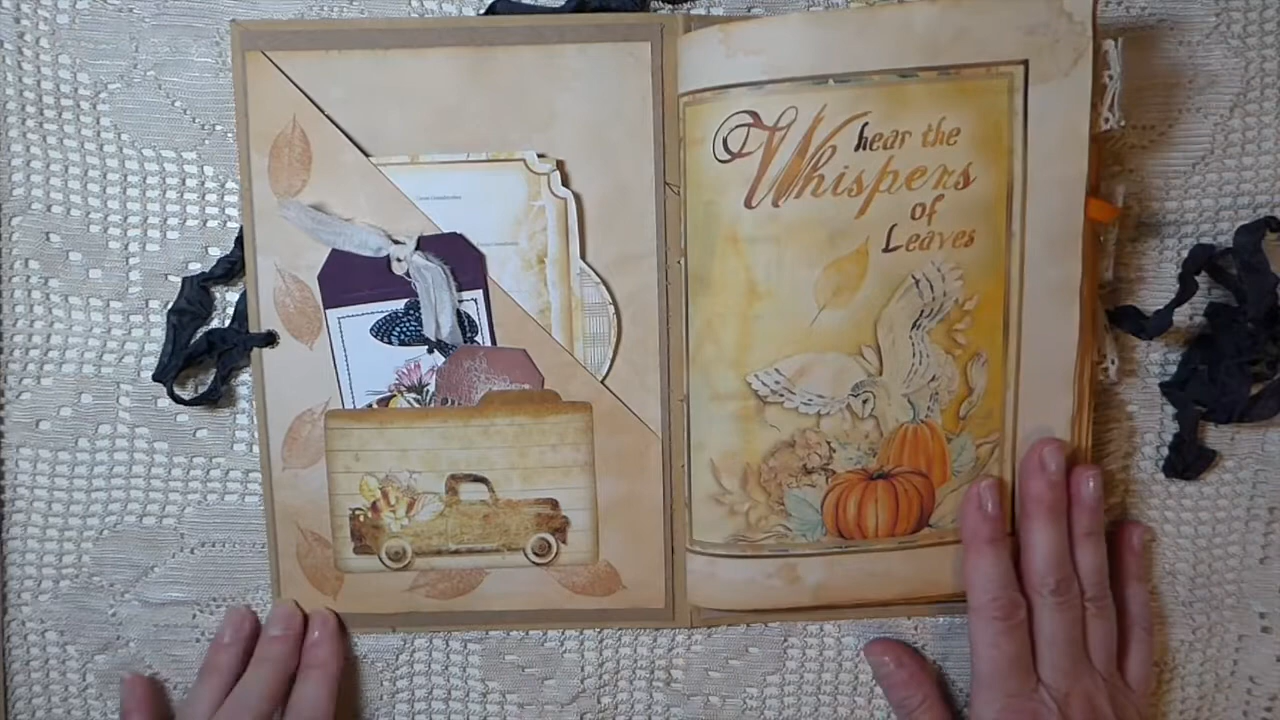 hear the
Whispers
of
Leaves